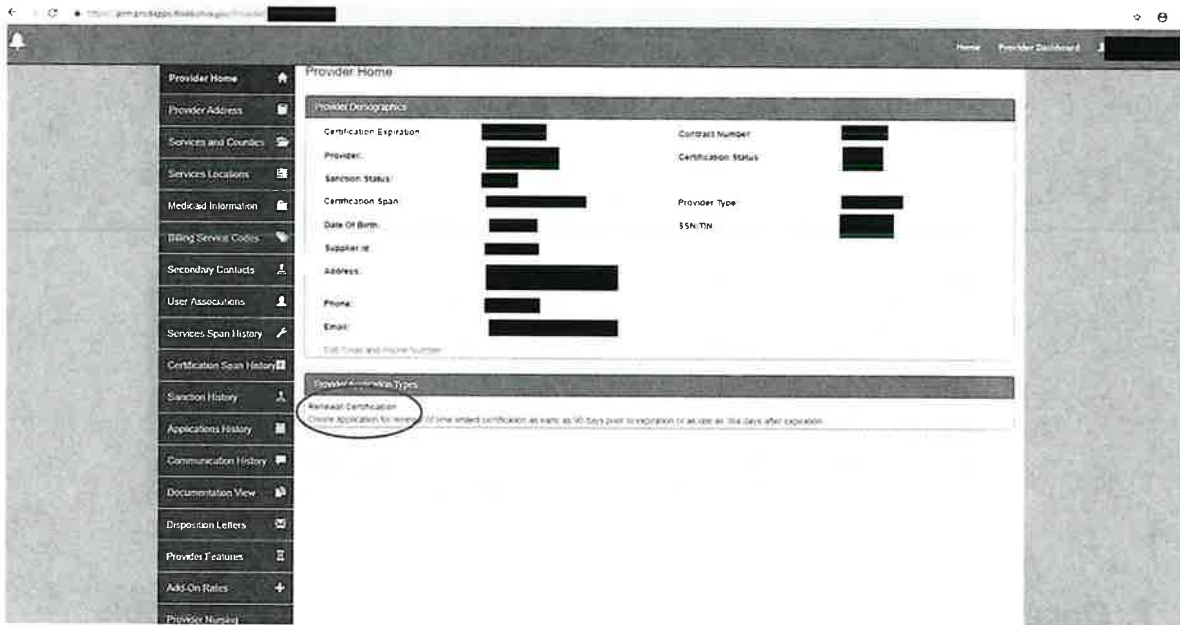 Home Provider Dashboard
Provider Home
Provider Address
Services and Counties
Services Locations
Medicaid Information
Billing Service Codes
Secondary Contacts
User Associations
Services Span History
Certification Span History
Sanction History
Applications History
Communication History
Documentation View
Disposition Letters
Provider Features
Add-On Rates
Provider Nursing
Provider Home
Provider Demographics
Certification Expiration:
Contract Number:
Provider:
Certification Status:
Sanction Status:
Certification Span:
Provider Type:
Date Of Birth:
SSN/TIN:
Supplier Id:
Address:
Phone:
Email:
Edit Email and Phone Number
Provider Application Types
Renewal Certification
Create application for renewal of time ended certification as early as 90 days prior to expiration or as late as 364 days after expiration